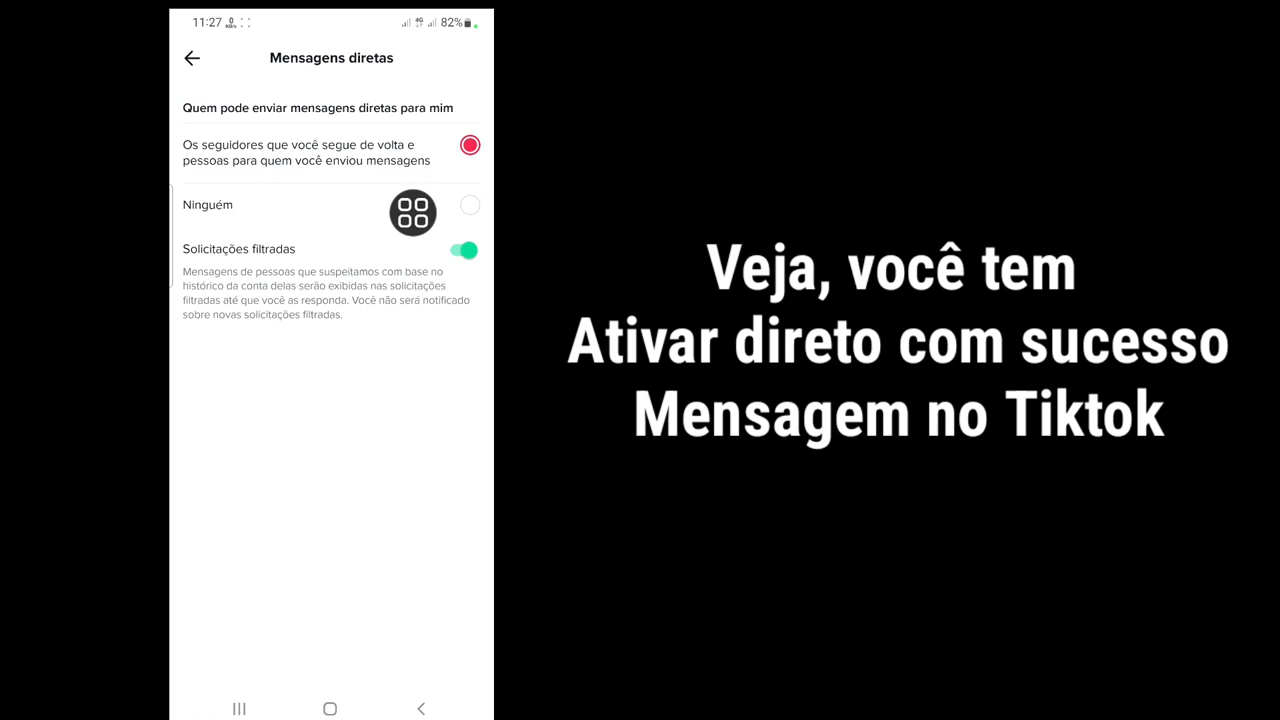 11:27 0 KB/s 4G 82%
Mensagens diretas
Quem pode enviar mensagens diretas para mim
Os seguidores que você segue de volta e
pessoas para quem você enviou mensagens
Ninguém
Solicitações filtradas
Mensagens de pessoas que suspeitamos com base no
histórico da conta delas serão exibidas nas solicitações
filtradas até que você as responda. Você não será notificado
sobre novas solicitações filtradas.
Veja, você tem
Ativar direto com sucesso
Mensagem no Tiktok